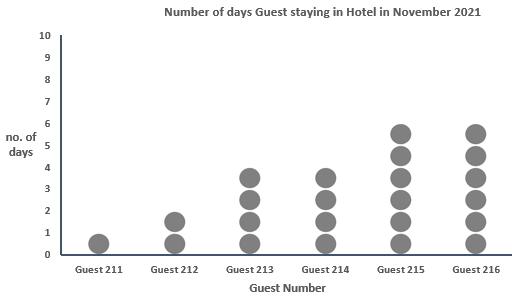 Number of days Guest staying in Hotel in November 2021
10
9
8
7
6
5
4
3
2
1
0
no. of
days
Guest 211 Guest 212 Guest 213 Guest 214 Guest 215 Guest 216
Guest Number